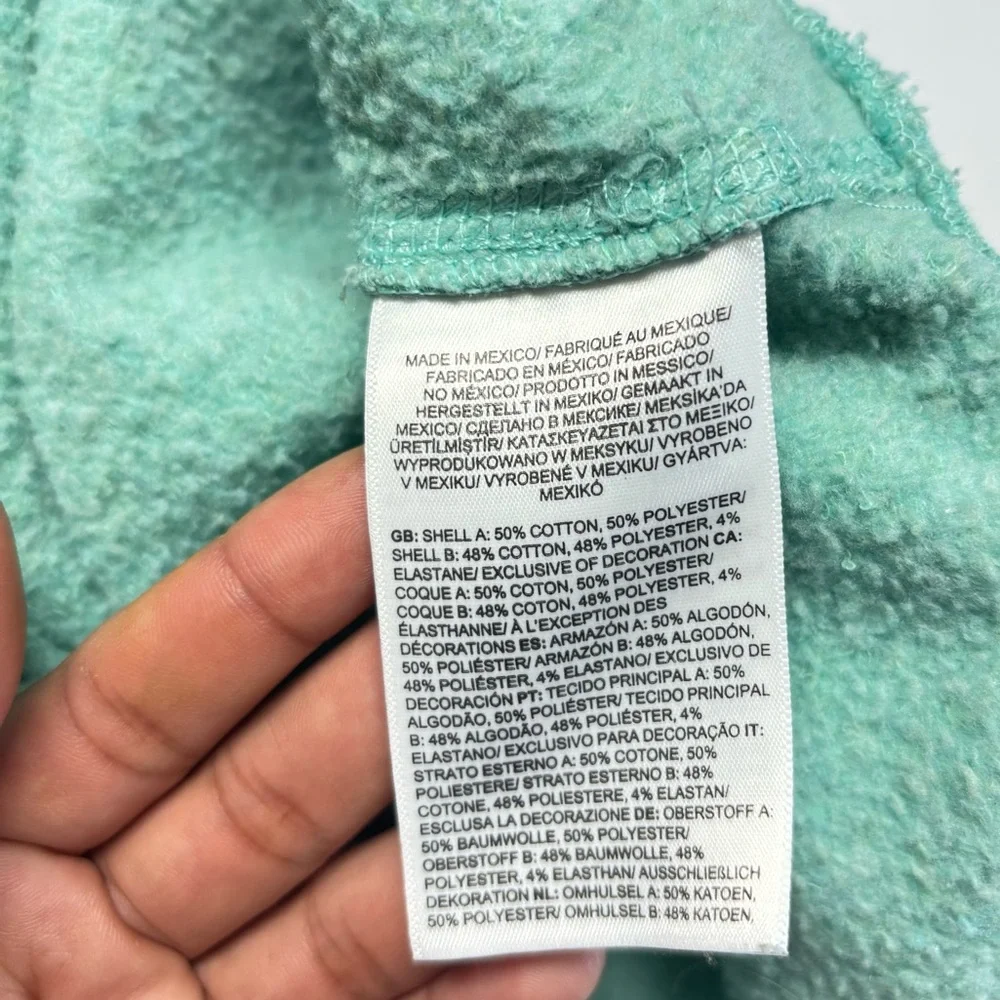 MADE IN MEXICO/ FABRIQUÉ AU MEXIQUE/
FABRICADO EN MÉXICO/ FABRICADO
NO MÉXICO/ PRODOTTO IN MESSICO/
HERGESTELLT IN MEXIKO/ GEMAAKT IN
MEXICO/ СДЕЛАНО В МЕКСИКЕ/ MEKSİKA'DA
ÜRETİLMİŞTİR/ ΚΑΤΑΣΚΕΥΑΖΕΤΑΙ ΣΤΟ ΜΕΞΙΚΟ/
WYPRODUKOWANO W MEKSYKU/ VYROBENO
V MEXIKU/ VYROBENÉ V MEXIKU/ GYÁRTVA:
MEXIKÓ
GB: SHELL A: 50% COTTON, 50% POLYESTER/
SHELL B: 48% COTTON, 48% POLYESTER, 4%
ELASTANE/ EXCLUSIVE OF DECORATION CA:
COQUE A: 50% COTON, 50% POLYESTER/
COQUE B: 48% COTON, 48% POLYESTER, 4%
ÉLASTHANNE/ À L'EXCEPTION DES
DÉCORATIONS ES: ARMAZÓN A: 50% ALGODÓN,
50% POLIÉSTER/ ARMAZÓN B: 48% ALGODÓN,
48% POLIÉSTER, 4% ELASTANO/ EXCLUSIVO DE
DECORACIÓN PT: TECIDO PRINCIPAL A: 50%
ALGODÃO, 50% POLIÉSTER/ TECIDO PRINCIPAL
B: 48% ALGODÃO, 48% POLIÉSTER, 4%
ELASTANO/ EXCLUSIVO PARA DECORAÇÃO IT:
STRATO ESTERNO A: 50% COTONE, 50%
POLIESTERE/ STRATO ESTERNO B: 48%
COTONE, 48% POLIESTERE, 4% ELASTAN/
ESCLUSA LA DECORAZIONE DE: OBERSTOFF A:
50% BAUMWOLLE, 50% POLYESTER/
OBERSTOFF B: 48% BAUMWOLLE, 48%
POLYESTER, 4% ELASTHAN/ AUSSCHLIEẞLICH
DEKORATION NL: OMHULSEL A: 50% KATOEN,
50% POLYESTER/ OMHULSEL B: 48% KATOEN,